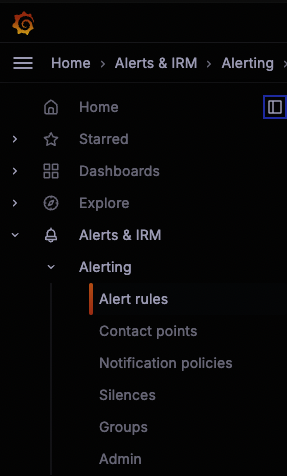 Home › Alerts & IRM › Alerting ›
Home
Starred
Dashboards
Explore
Alerts & IRM
Alerting
Alert rules
Contact points
Notification policies
Silences
Groups
Admin